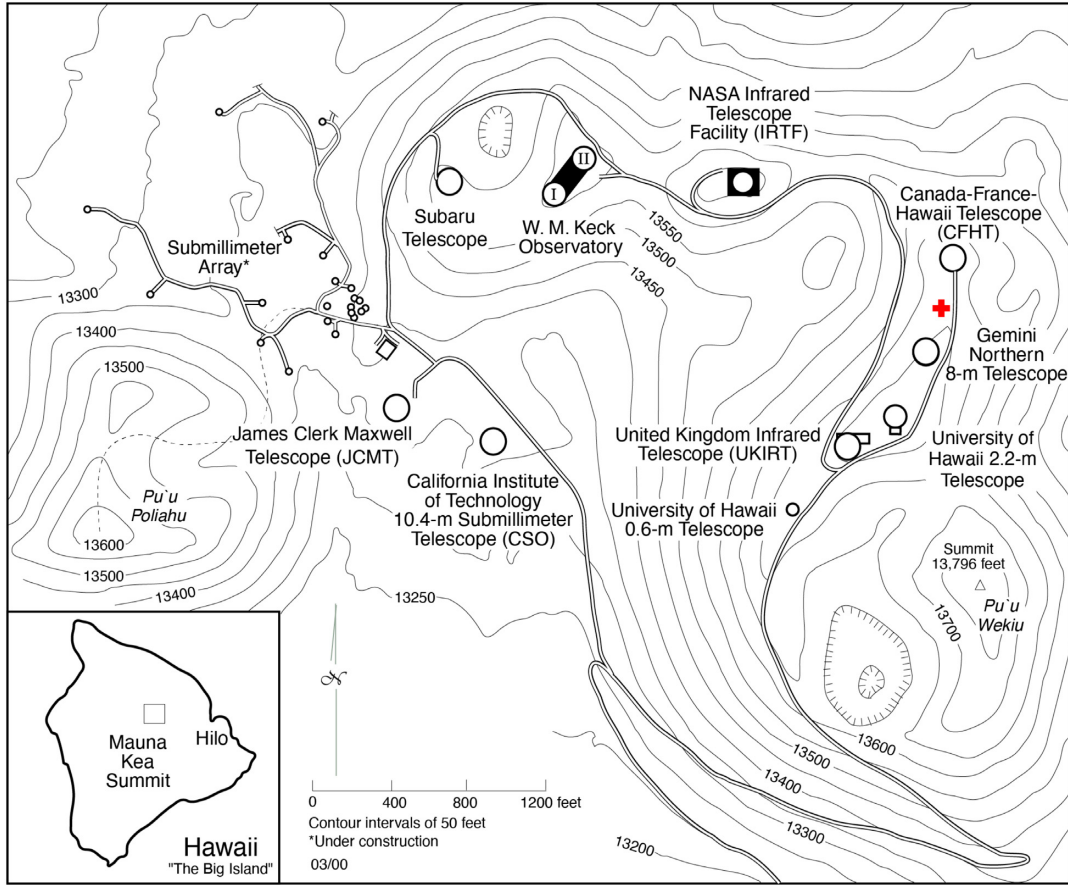 NASA Infrared
Telescope
Facility (IRTF)
Canada-France-
Hawaii Telescope
(CFHT)
Subaru
Telescope
I
II
W. M. Keck
Observatory
13550
13500
13450
Submillimeter
Array*
13300
13400
13500
Gemini
Northern
8-m Telescope
James Clerk Maxwell
Telescope (JCMT)
United Kingdom Infrared
Telescope (UKIRT)
University of
Hawaii 2.2-m
Telescope
California Institute
of Technology
10.4-m Submillimeter
Telescope (CSO)
University of Hawaii
0.6-m Telescope
Pu`u
Poliahu
13600
13500
13400
Summit
13,796 feet
Pu`u
Wekiu
13700
13250
13600
13500
13400
13300
13200
N
0
400
800
1200 feet
Contour intervals of 50 feet
*Under construction
03/00
Hilo
Mauna
Kea
Summit
Hawaii
"The Big Island"